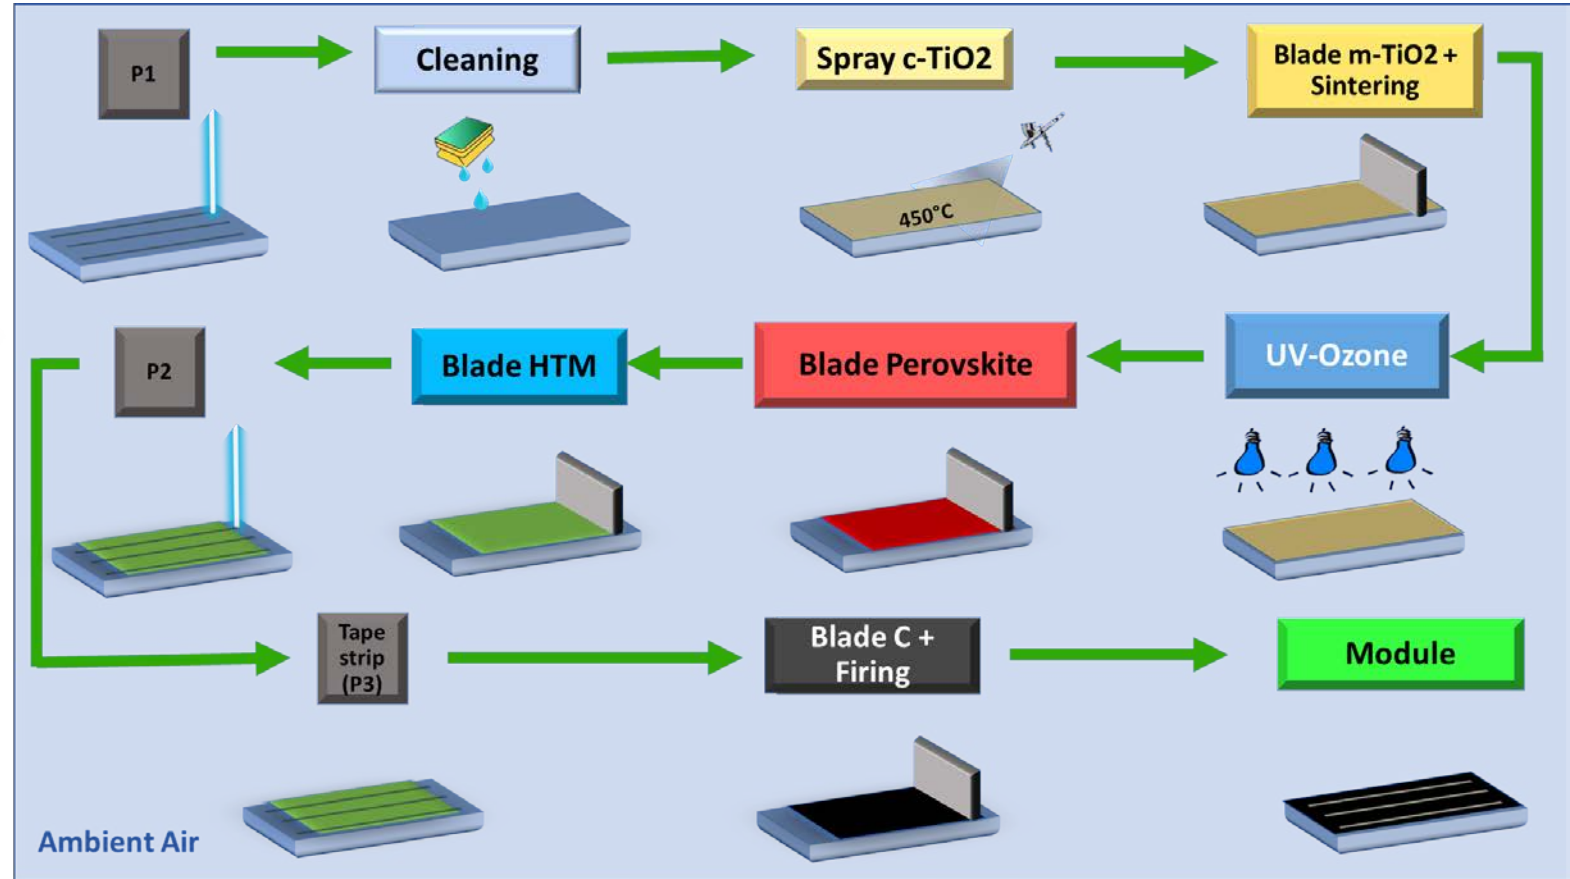 P1
Cleaning
Spray c-TiO2
Blade m-TiO2 +
Sintering
450°C
P2
Blade HTM
Blade Perovskite
UV-Ozone
Tape
strip
(P3)
Blade C +
Firing
Module
Ambient Air